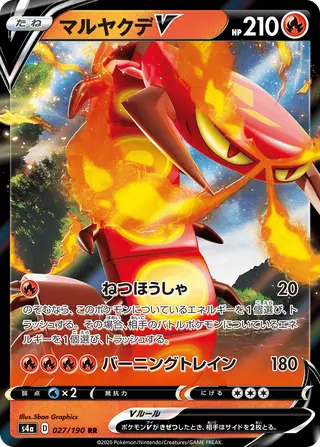 たね マルヤクデV HP210
ねつほうしゃ 20
のぞむなら、このポケモンについているエネルギーを1個選び、ト
ラッシュする。その場合、相手のバトルポケモンについているエネル
ギーを1個選び、トラッシュする。
バーニングトレイン 180
弱点 ×2 抵抗力 にげる
Illus.5ban Graphics
Vルール
s4a D 027/190 RR
ポケモンVがきぜつしたとき、相手はサイドを2枚とる。
©2020 Pokémon/Nintendo/Creatures/GAME FREAK.